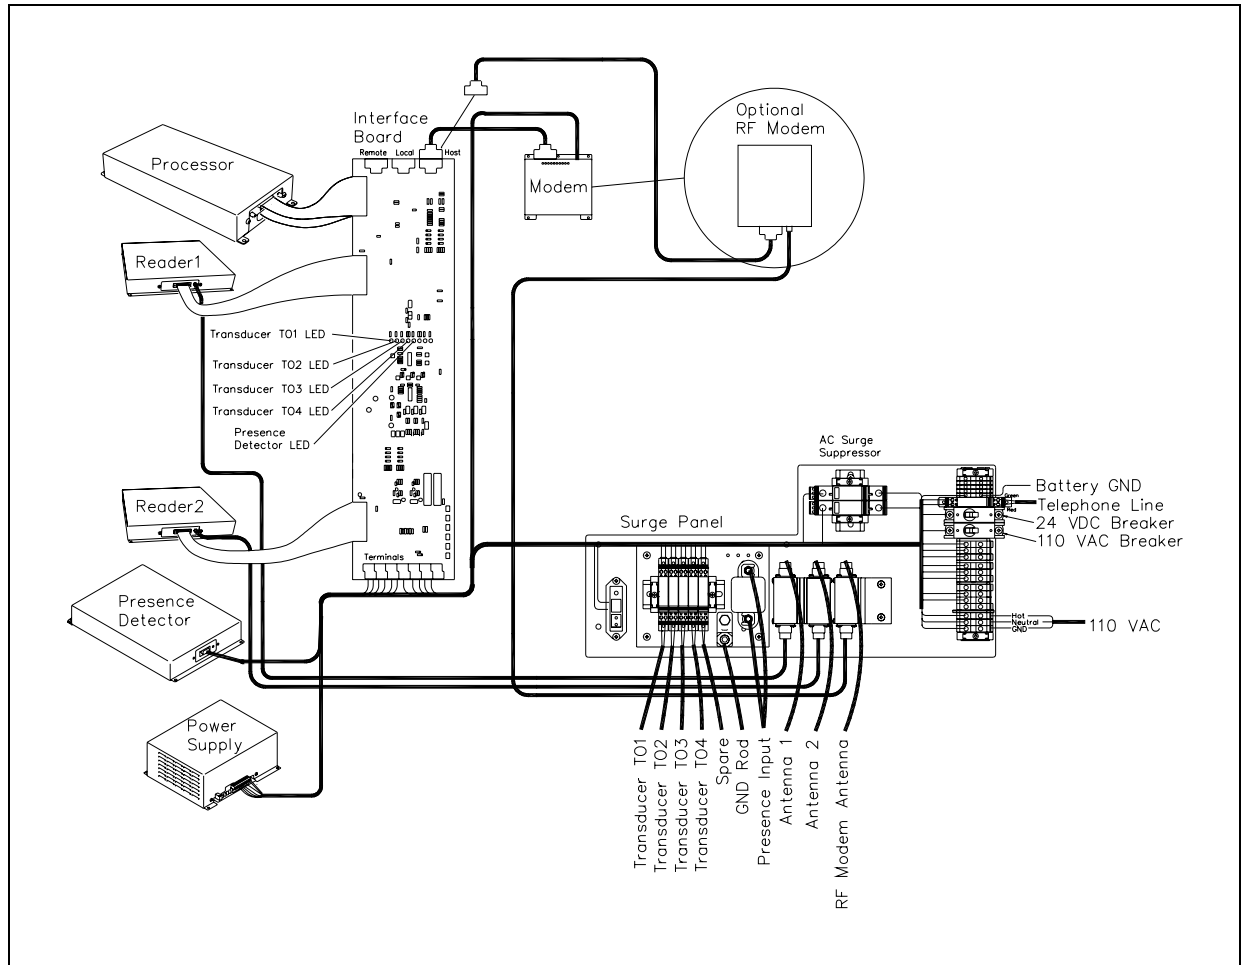 Optional
RF Modem
Interface
Board
Remote
Local
Host
Processor
Modem
Reader1
Transducer T01 LED
Transducer T02 LED
Transducer T03 LED
Transducer T04 LED
Presence
Detector LED
AC Surge
Suppressor
Battery GND
Green
Telephone Line
Red
24 VDC Breaker
110 VAC Breaker
Reader2
Surge Panel
Terminals
Presence
Detector
Hot
Neutral
GND
110 VAC
Power
Supply
Transducer T01
Transducer T02
Transducer T03
Transducer T04
Spare
GND Rod
Presence Input
Antenna 1
Antenna 2
RF Modem Antenna